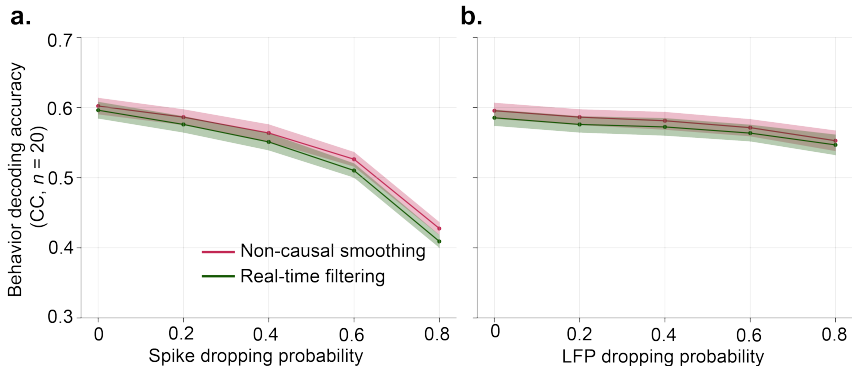 a.
b.
Behavior decoding accuracy
(CC, n = 20)
0.7
0.6
0.5
0.4
0.3
Non-causal smoothing
Real-time filtering
0 0.2 0.4 0.6 0.8
Spike dropping probability
0 0.2 0.4 0.6 0.8
LFP dropping probability